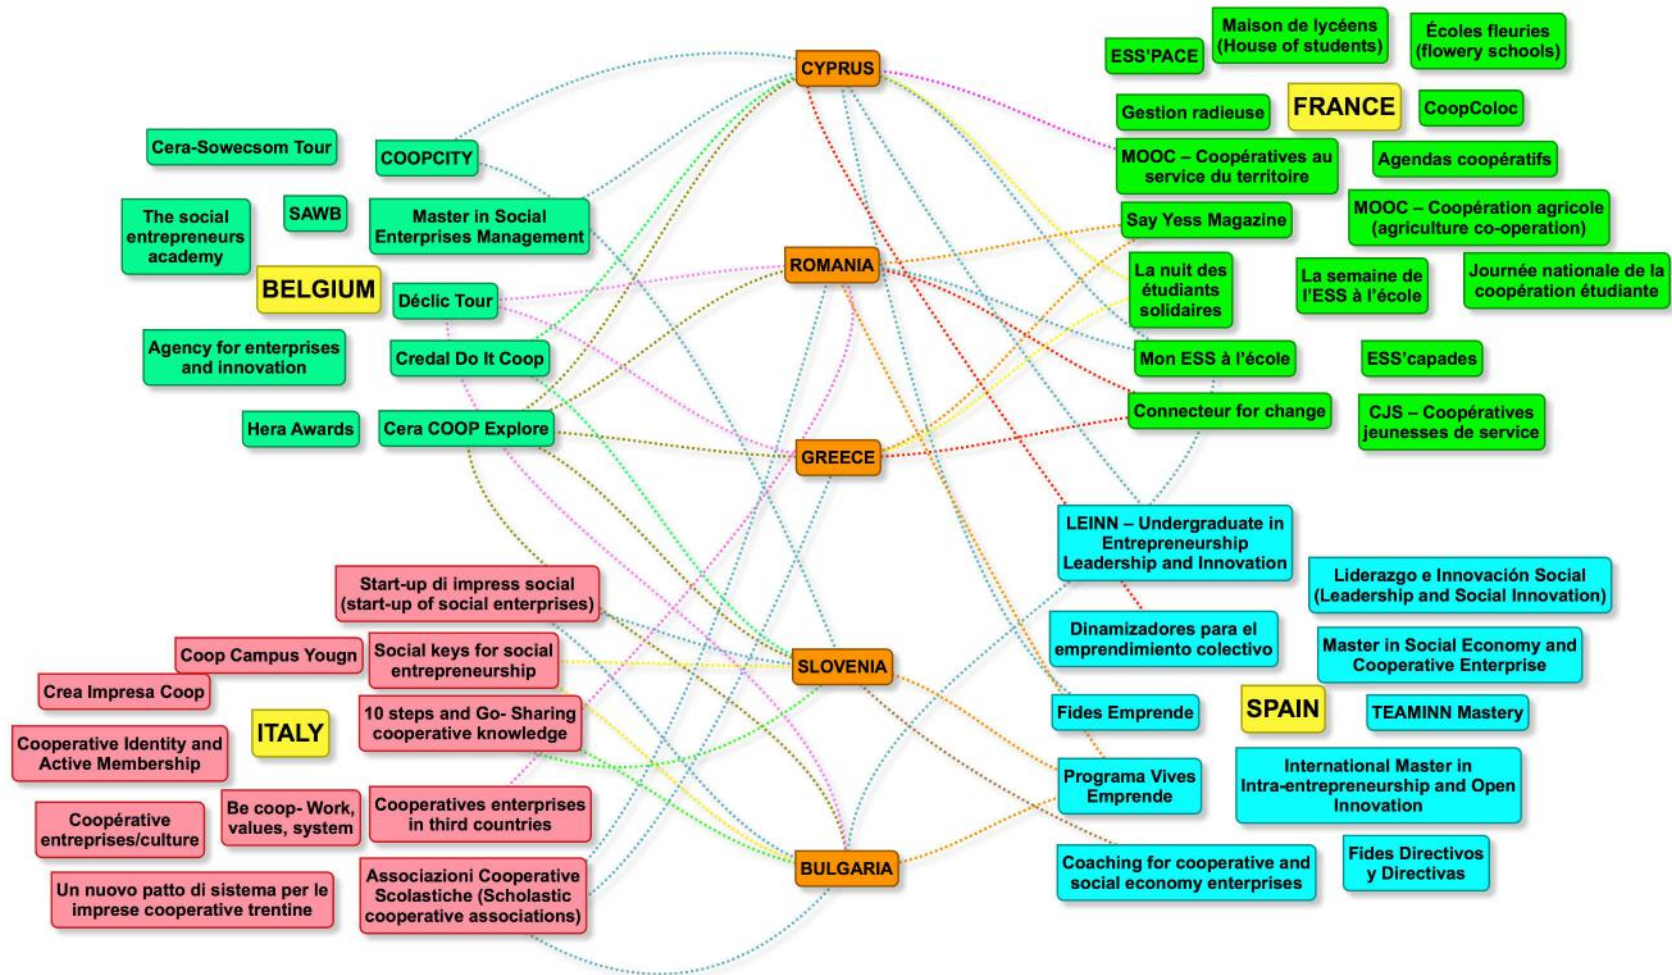 CYPRUS
ROMANIA
GREECE
SLOVENIA
BULGARIA
Cera-Sowecsom Tour
COOPCITY
The social
entrepreneurs
academy
SAWB
Master in Social
Enterprises Management
BELGIUM
Déclic Tour
Agency for enterprises
and innovation
Credal Do It Coop
Hera Awards
Cera COOP Explore
ESS'PACE
Maison de lycéens
(House of students)
Écoles fleuries
(flowery schools)
Gestion radieuse
FRANCE
CoopColoc
MOOC – Coopératives au
service du territoire
Agendas coopératifs
Say Yess Magazine
MOOC – Coopération agricole
(agriculture co-operation)
La nuit des
étudiants
solidaires
La semaine de
l'ESS à l'école
Journée nationale de la
coopération étudiante
Mon ESS à l'école
ESS'capades
Connecteur for change
CJS – Coopératives
jeunesses de service
Start-up di impress social
(start-up of social enterprises)
Coop Campus Yougn
Social keys for social
entrepreneurship
Crea Impresa Coop
ITALY
10 steps and Go- Sharing
cooperative knowledge
Cooperative Identity and
Active Membership
Coopérative
entreprises/culture
Be coop- Work,
values, system
Cooperatives enterprises
in third countries
Un nuovo patto di sistema per le
imprese cooperative trentine
Associazioni Cooperative
Scolastiche (Scholastic
cooperative associations)
LEINN – Undergraduate in
Entrepreneurship
Leadership and Innovation
Liderazgo e Innovación Social
(Leadership and Social Innovation)
Dinamizadores para el
emprendimiento colectivo
Master in Social Economy and
Cooperative Enterprise
Fides Emprende
SPAIN
TEAMINN Mastery
Programa Vives
Emprende
International Master in
Intra-entrepreneurship and Open
Innovation
Coaching for cooperative and
social economy enterprises
Fides Directivos
y Directivas